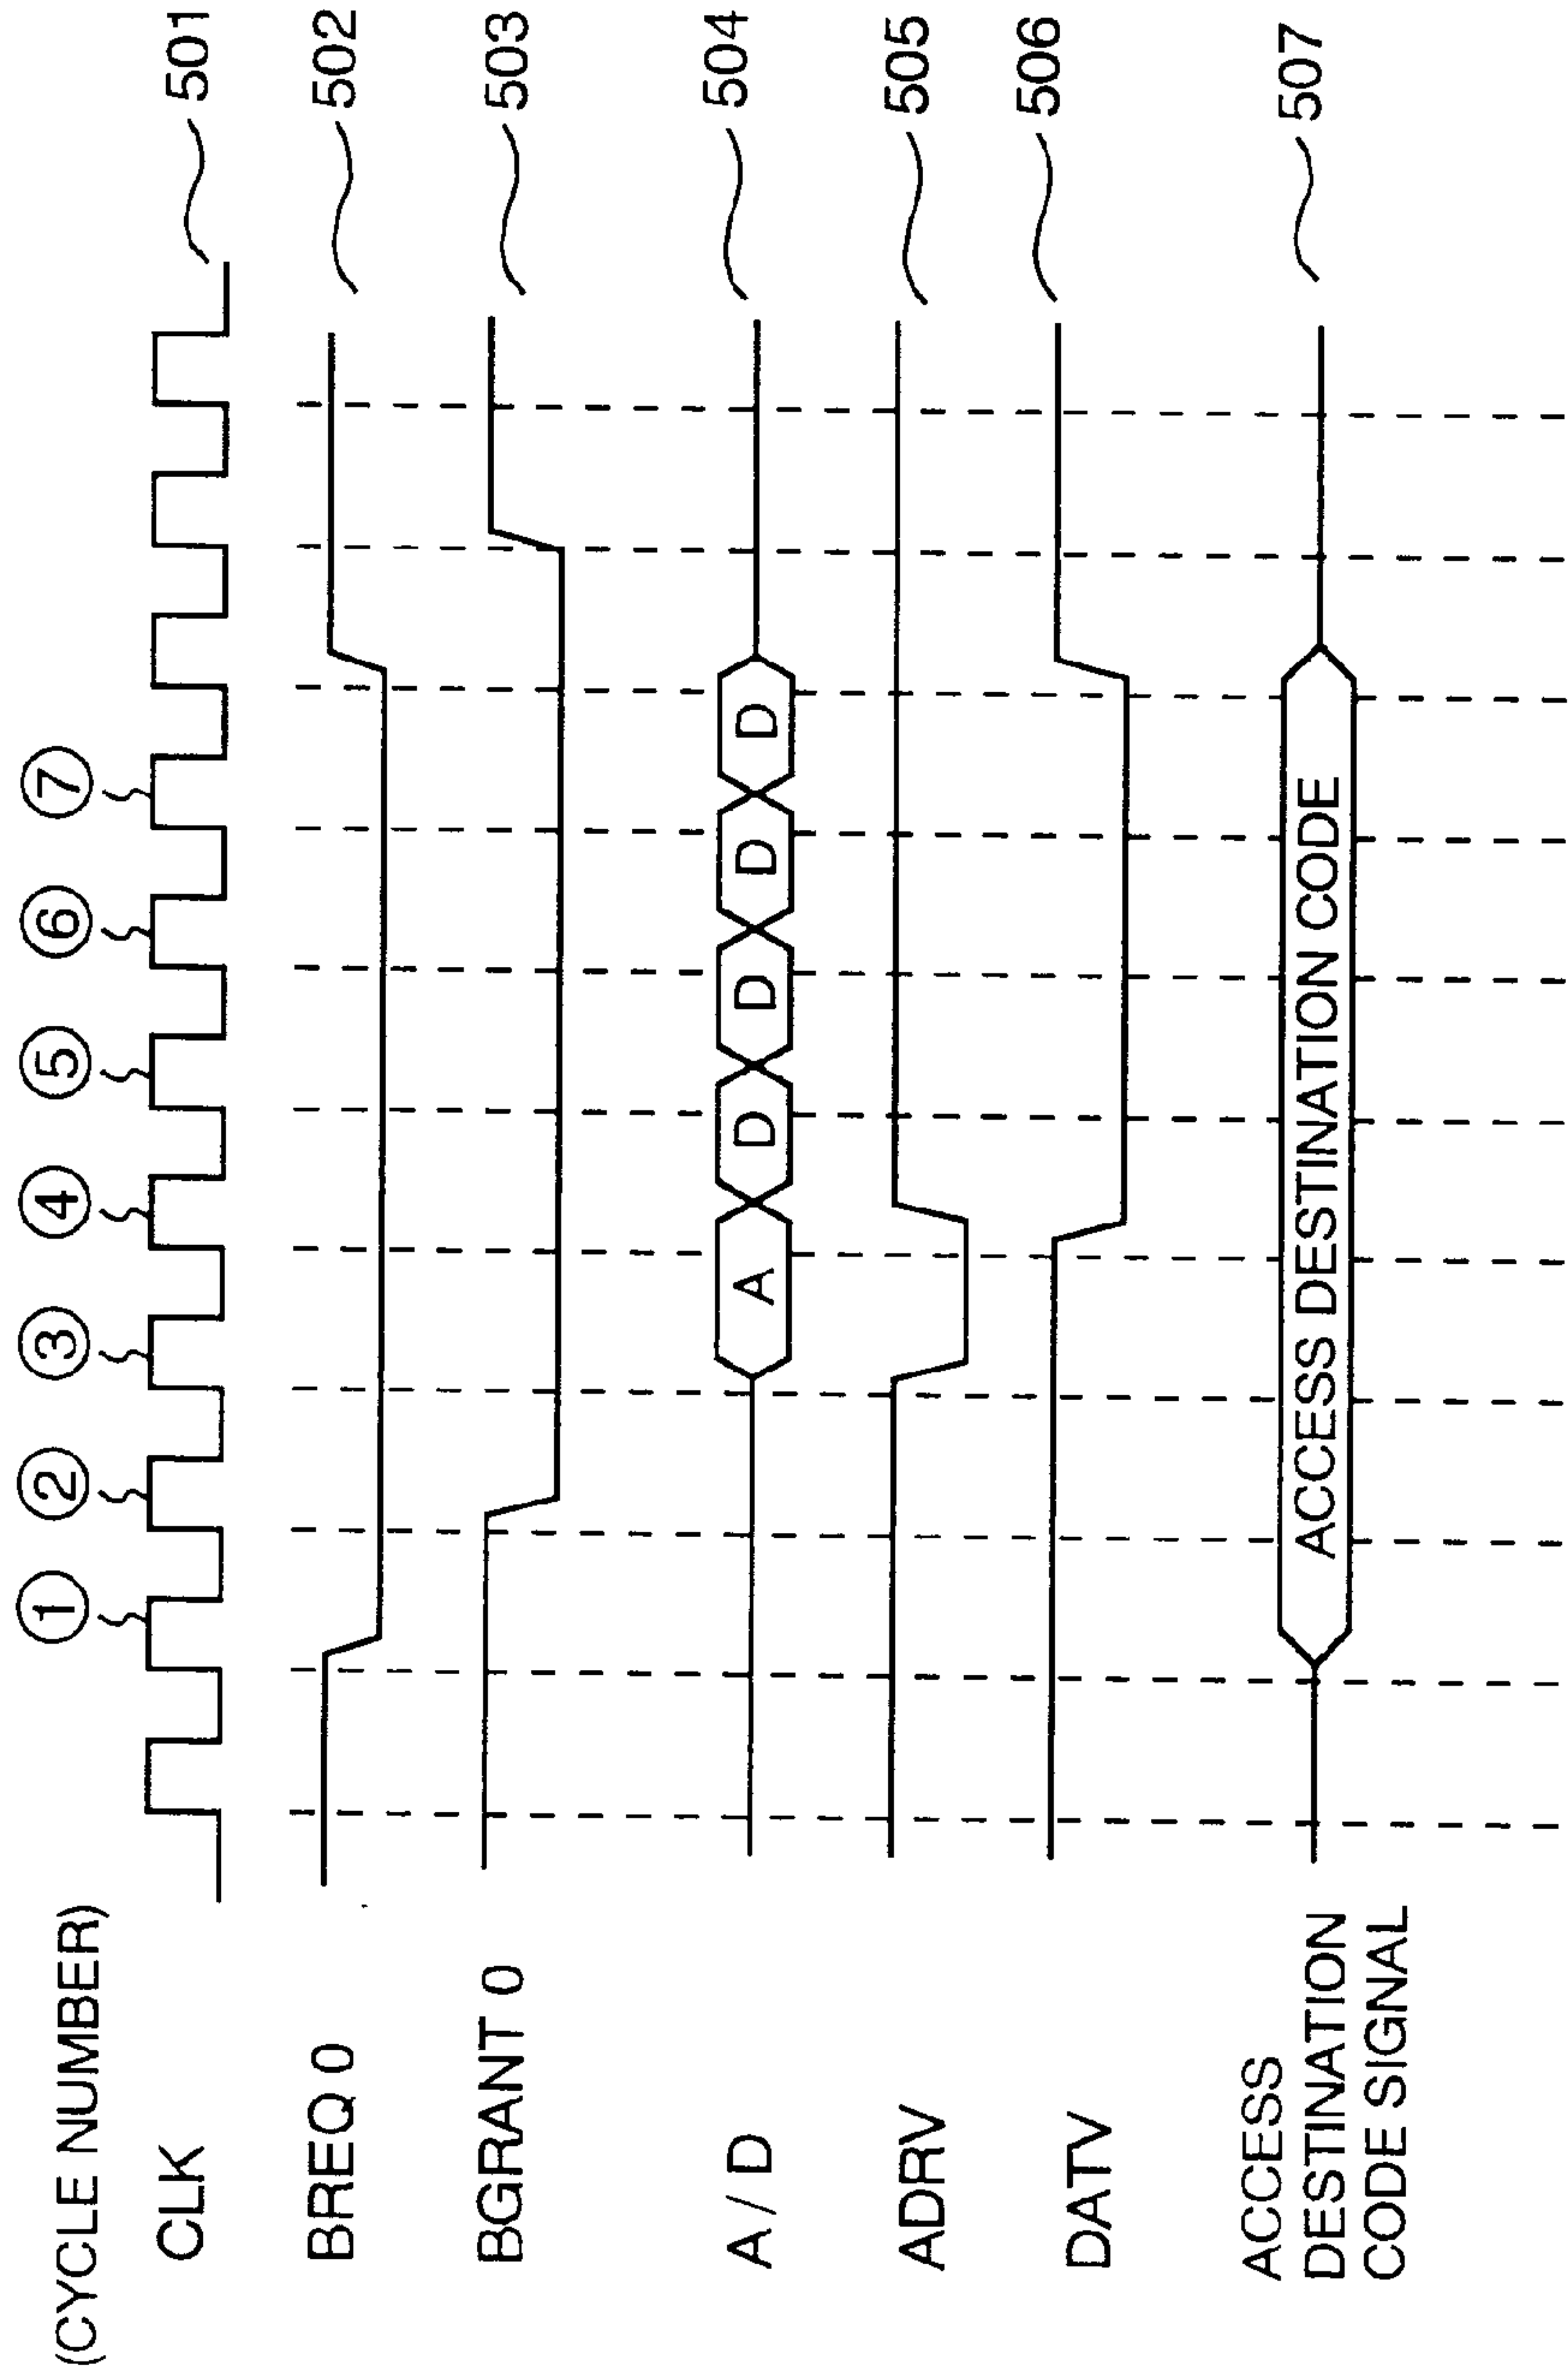 (CYCLE NUMBER) 1 2 3 4 5 6 7
CLK 501
BREQ 0 502
BGRANT 0 503
A / D A D D D D 504
ADRV 505
DATV 506
ACCESS
DESTINATION ACCESS DESTINATION CODE 507
CODE SIGNAL